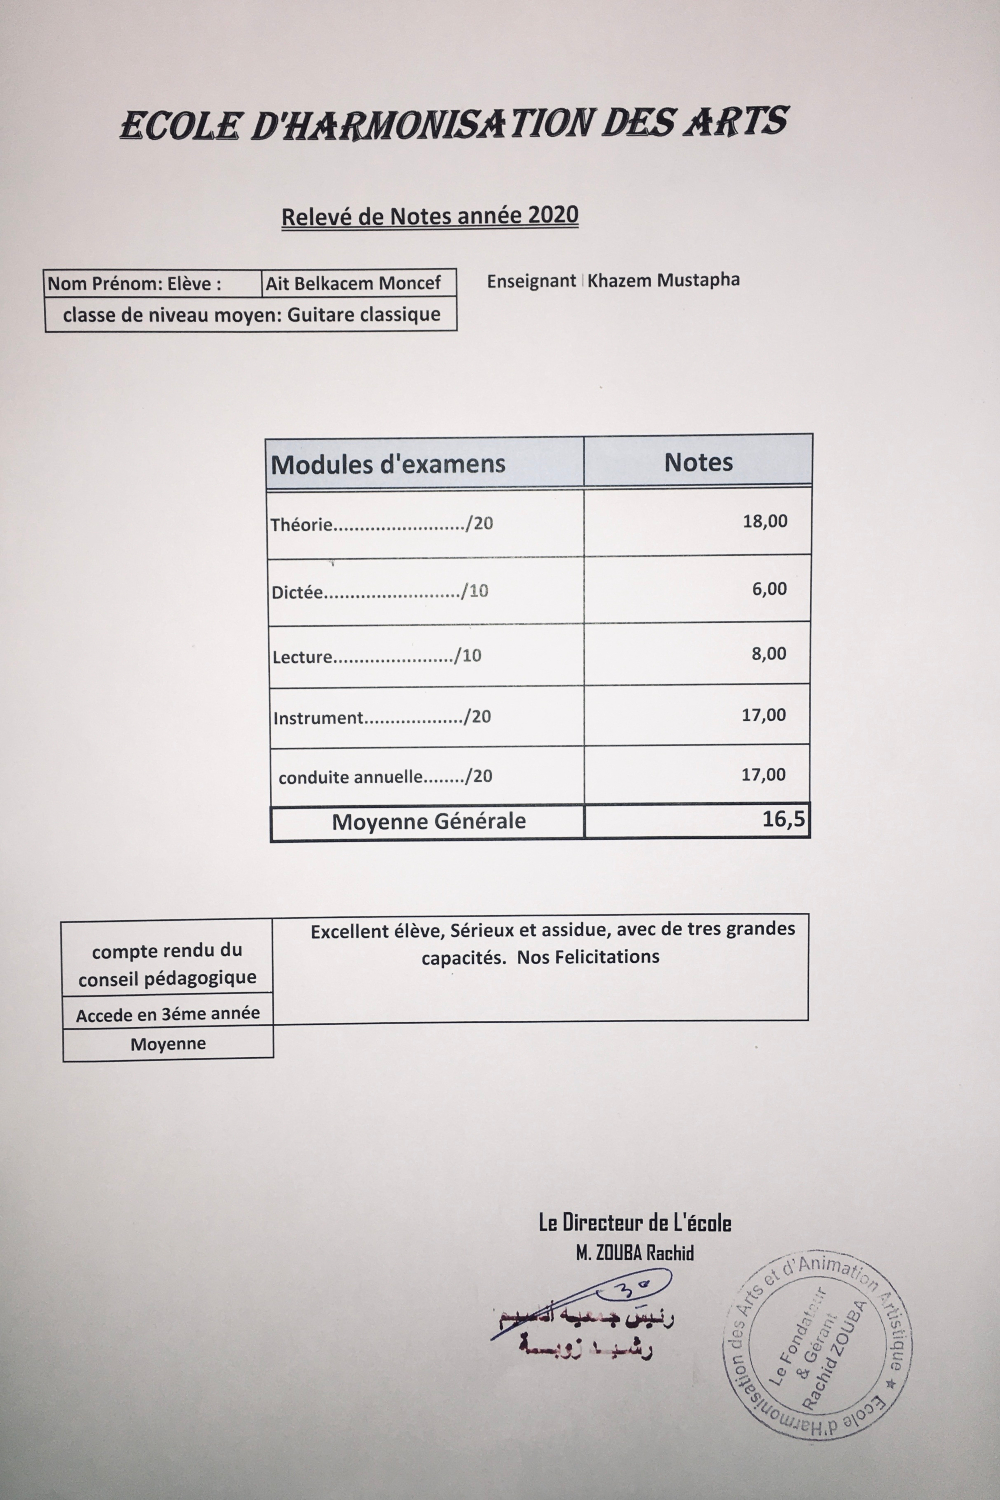 ECOLE D'HARMONISATION DES ARTS
Relevé de Notes année 2020
Nom Prénom: Elève : Ait Belkacem Moncef Enseignant Khazem Mustapha
classe de niveau moyen: Guitare classique
Modules d'examens Notes
Théorie........................./20 18,00
Dictée........................../10 6,00
Lecture......................./10 8,00
Instrument.................../20 17,00
conduite annuelle......../20 17,00
Moyenne Générale 16,5
compte rendu du
conseil pédagogique
Excellent élève, Sérieux et assidue, avec de tres grandes
capacités. Nos Felicitations
Accede en 3éme année
Moyenne
Le Directeur de L'école
M. ZOUBA Rachid
رئيس جمعية النسيم
رشيد زوبة
Ecole d'Harmonisation des Arts et d'Animation Artistique ★
Le Fondateur
& Gérant
Rachid ZOUBA